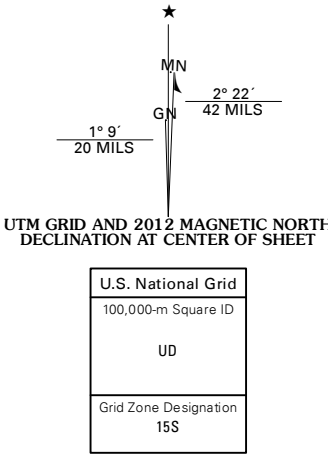 ★
MN
GN
1° 9´
20 MILS
2° 22´
42 MILS
UTM GRID AND 2012 MAGNETIC NORTH
DECLINATION AT CENTER OF SHEET
U.S. National Grid
100,000-m Square ID
UD
Grid Zone Designation
15S